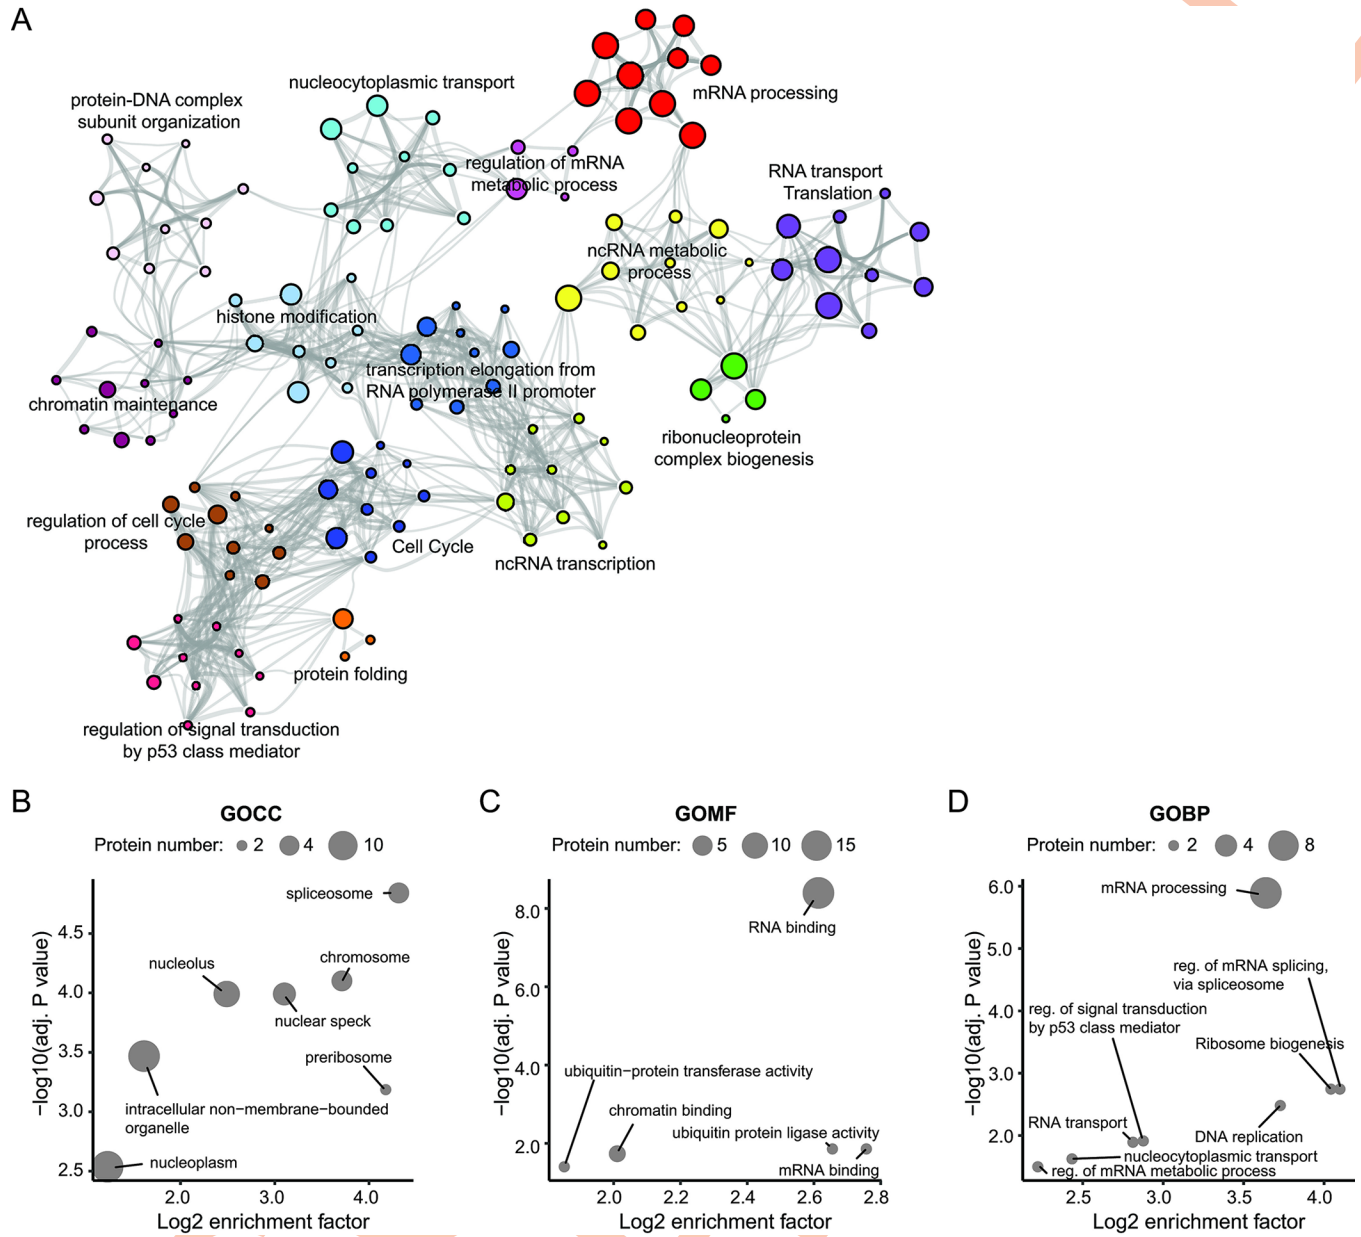 A
nucleocytoplasmic transport
protein-DNA complex
subunit organization
mRNA processing
regulation of mRNA
metabolic process
RNA transport
Translation
ncRNA metabolic
process
histone modification
transcription elongation from
RNA polymerase II promoter
chromatin maintenance
ribonucleoprotein
complex biogenesis
regulation of cell cycle
process
Cell Cycle
ncRNA transcription
protein folding
regulation of signal transduction
by p53 class mediator
B
GOCC
Protein number: 2 4 10
spliceosome
4.5
nucleolus
chromosome
4.0
nuclear speck
3.5
preribosome
intracellular non−membrane−bounded
organelle
3.0
nucleoplasm
2.5
−log10(adj. P value)
2.0 3.0 4.0
Log2 enrichment factor
C
GOMF
Protein number: 5 10 15
8.0
RNA binding
6.0
4.0
ubiquitin−protein transferase activity
chromatin binding
ubiquitin protein ligase activity
2.0
mRNA binding
−log10(adj. P value)
2.0 2.2 2.4 2.6 2.8
Log2 enrichment factor
D
GOBP
Protein number: 2 4 8
6.0
mRNA processing
5.0
reg. of mRNA splicing,
via spliceosome
4.0
reg. of signal transduction
by p53 class mediator
Ribosome biogenesis
3.0
RNA transport
2.0
DNA replication
nucleocytoplasmic transport
reg. of mRNA metabolic process
−log10(adj. P value)
2.5 3.0 3.5 4.0
Log2 enrichment factor